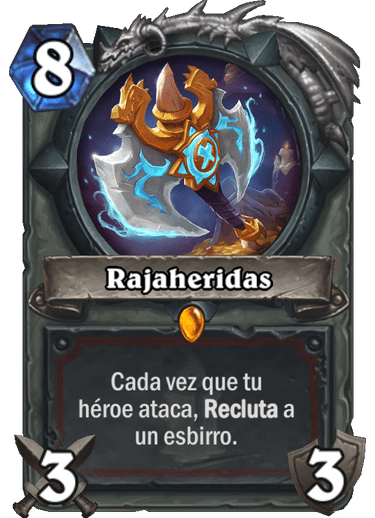 8
Rajaheridas
Cada vez que tu
héroe ataca, Recluta a
un esbirro.
3
3